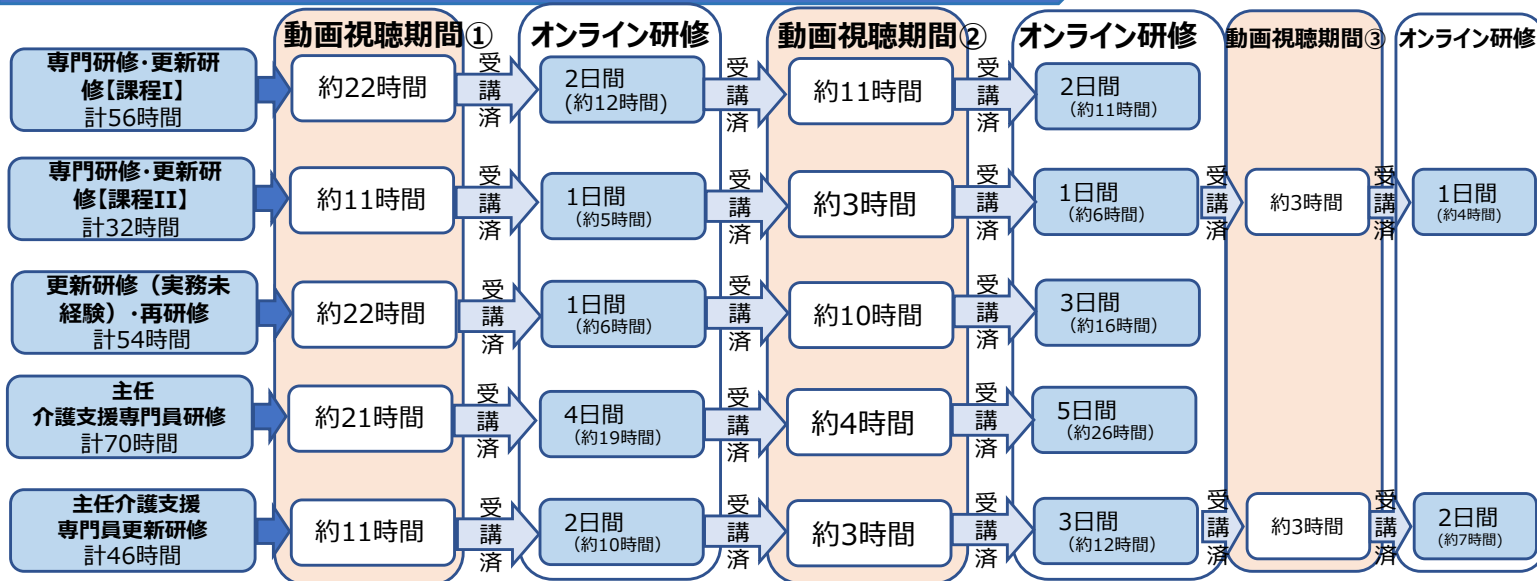 動画視聴期間① オンライン研修 動画視聴期間② オンライン研修 動画視聴期間③ オンライン研修
専門研修・更新研
修【課程I】
計56時間
約22時間
受
講
済
2日間
(約12時間)
受
講
済
約11時間
受
講
済
2日間
(約11時間)
専門研修・更新研
修【課程II】
計32時間
約11時間
受
講
済
1日間
(約5時間)
受
講
済
約3時間
受
講
済
1日間
(約6時間)
受
講
済
約3時間
受
講
済
1日間
(約4時間)
更新研修（実務未
経験）・再研修
計54時間
約22時間
受
講
済
1日間
(約6時間)
受
講
済
約10時間
受
講
済
3日間
(約16時間)
主任
介護支援専門員研修
計70時間
約21時間
受
講
済
4日間
(約19時間)
受
講
済
約4時間
受
講
済
5日間
(約26時間)
主任介護支援
専門員更新研修
計46時間
約11時間
受
講
済
2日間
(約10時間)
受
講
済
約3時間
受
講
済
3日間
(約12時間)
受
講
済
約3時間
受
講
済
2日間
(約7時間)